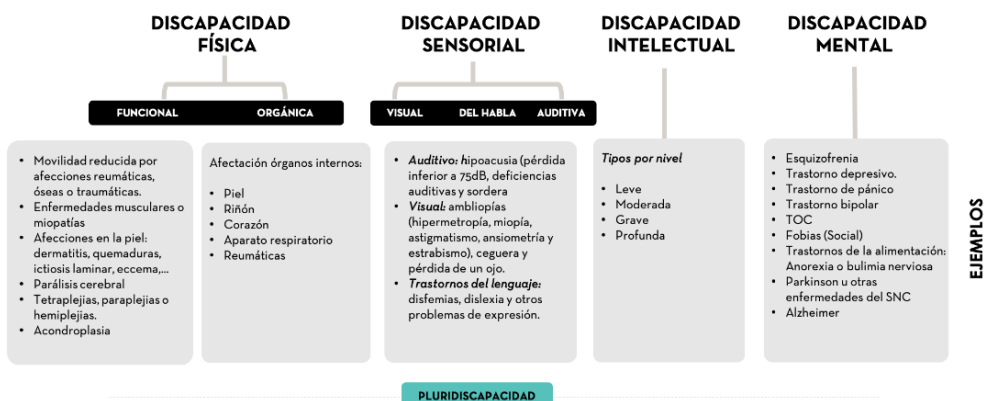 DISCAPACIDAD
FÍSICA
DISCAPACIDAD
SENSORIAL
DISCAPACIDAD
INTELECTUAL
DISCAPACIDAD
MENTAL
FUNCIONAL
ORGÁNICA
VISUAL
DEL HABLA
AUDITIVA
• Movilidad reducida por
afecciones reumáticas,
óseas o traumáticas.
• Enfermedades musculares o
miopatías
• Afecciones en la piel:
dermatitis, quemaduras,
ictiosis laminar, eccema,...
• Parálisis cerebral
• Tetraplejias, paraplejias o
hemiplejias.
• Acondroplasia
Afectación órganos internos:
• Piel
• Riñón
• Corazón
• Aparato respiratorio
• Reumáticas
• Auditivo: hipoacusia (pérdida
inferior a 75dB, deficiencias
auditivas y sordera
• Visual: ambliopías
(hipermetropía, miopía,
astigmatismo, ansiometría y
estrabismo), ceguera y
pérdida de un ojo.
• Trastornos del lenguaje:
disfemias, dislexia y otros
problemas de expresión.
Tipos por nivel
• Leve
• Moderada
• Grave
• Profunda
• Esquizofrenia
• Trastorno depresivo.
• Trastorno de pánico
• Trastorno bipolar
• TOC
• Fobias (Social)
• Trastornos de la alimentación:
Anorexia o bulimia nerviosa
• Parkinson u otras
enfermedades del SNC
• Alzheimer
EJEMPLOS
PLURIDISCAPACIDAD